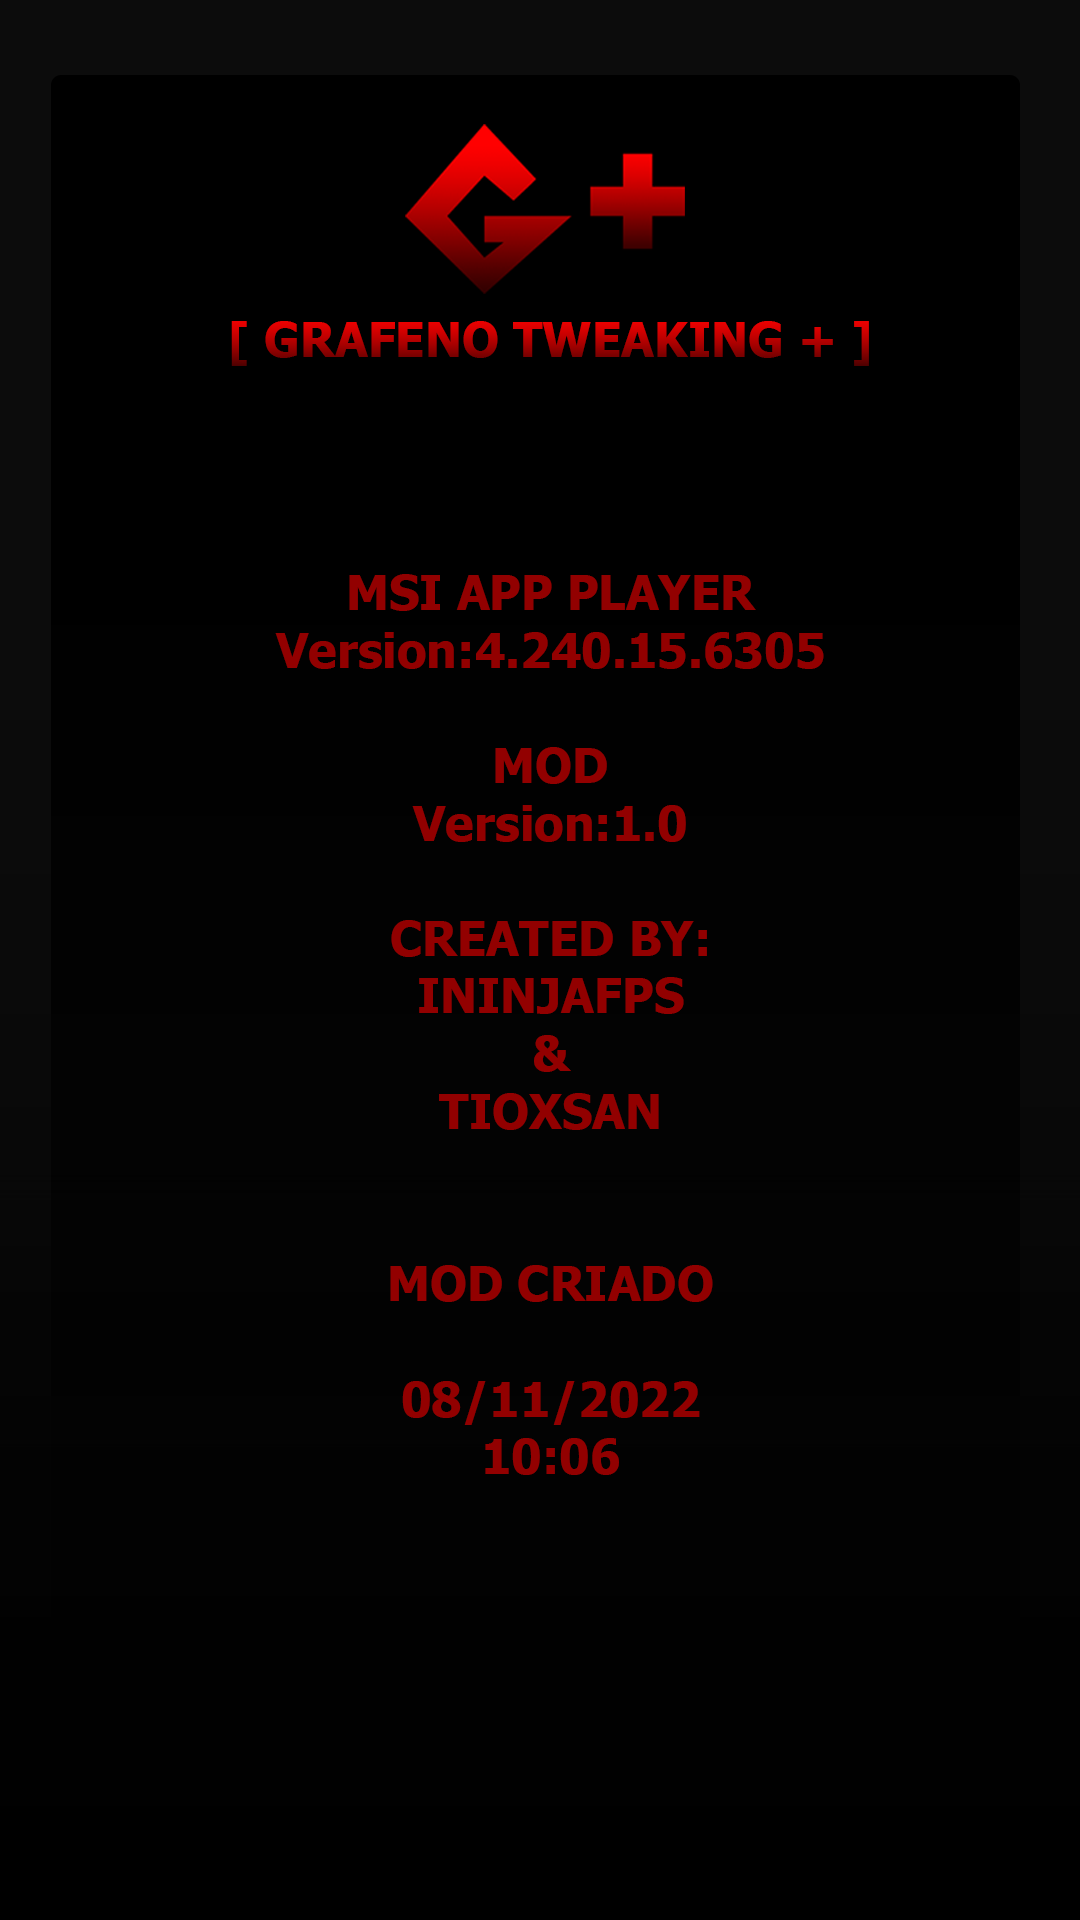 G+
[ GRAFENO TWEAKING + ]
MSI APP PLAYER
Version:4.240.15.6305
MOD
Version:1.0
CREATED BY:
ININJAFPS
&
TIOXSAN
MOD CRIADO
08/11/2022
10:06